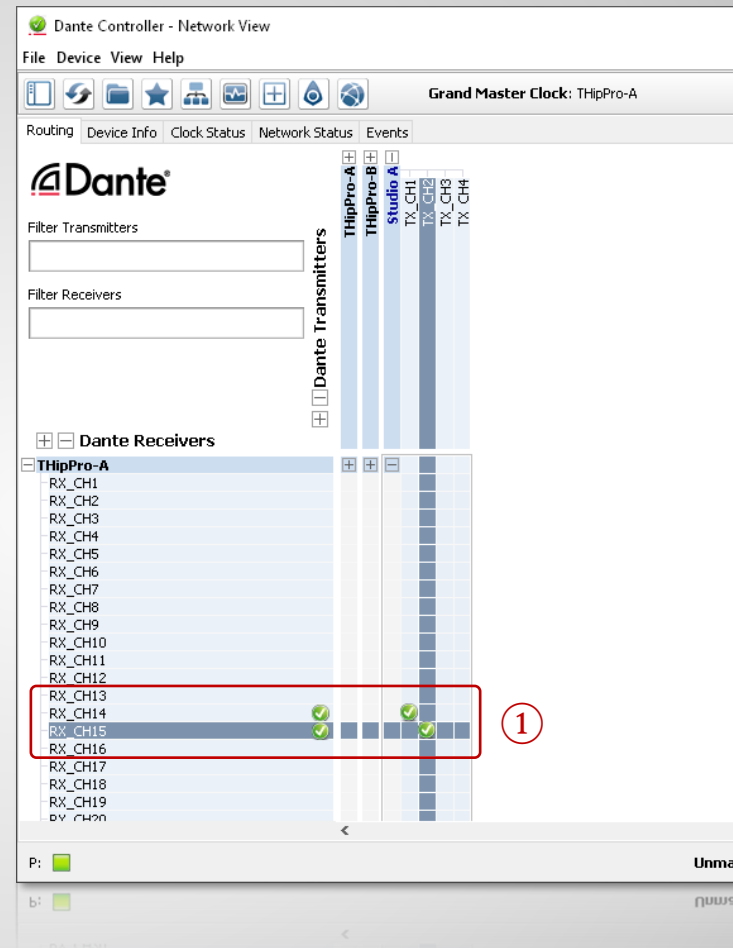 Dante Controller - Network View
File Device View Help
Grand Master Clock: THipPro-A
Routing Device Info Clock Status Network Status Events
Dante®
Filter Transmitters
Filter Receivers
Dante Transmitters
THipPro-A
THipPro-B
Studio A
TX_CH1
TX_CH2
TX_CH3
TX_CH4
Dante Receivers
THipPro-A
RX_CH1
RX_CH2
RX_CH3
RX_CH4
RX_CH5
RX_CH6
RX_CH7
RX_CH8
RX_CH9
RX_CH10
RX_CH11
RX_CH12
RX_CH13
RX_CH14
RX_CH15
①
RX_CH16
RX_CH17
RX_CH18
RX_CH19
RX_CH20
P:
Unma